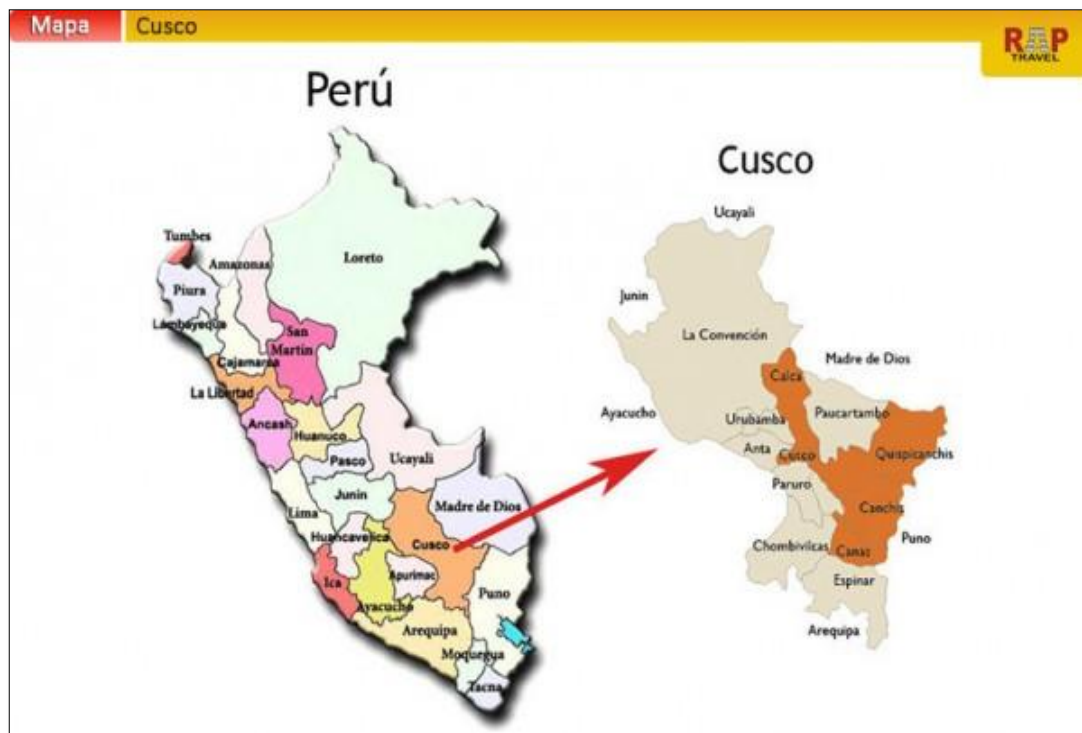 Mapa
Cusco
RAP
TRAVEL
Perú
Tumbes
Piura
Amazonas
Loreto
Lambayeque
San
Martin
Cajamarca
La Libertad
Ancash
Huanuco
Pasco
Ucayali
Junin
Lima
Madre de Dios
Huancavelica
Cusco
Ica
Apurimac
Ayacucho
Puno
Arequipa
Moquegua
Tacna
Cusco
Ucayali
Junin
La Convención
Madre de Dios
Calca
Ayacucho
Urubamba
Paucartambo
Anta
Cusco
Quispicanchis
Paruro
Canchis
Puno
Chombivilcas
Canas
Espinar
Arequipa